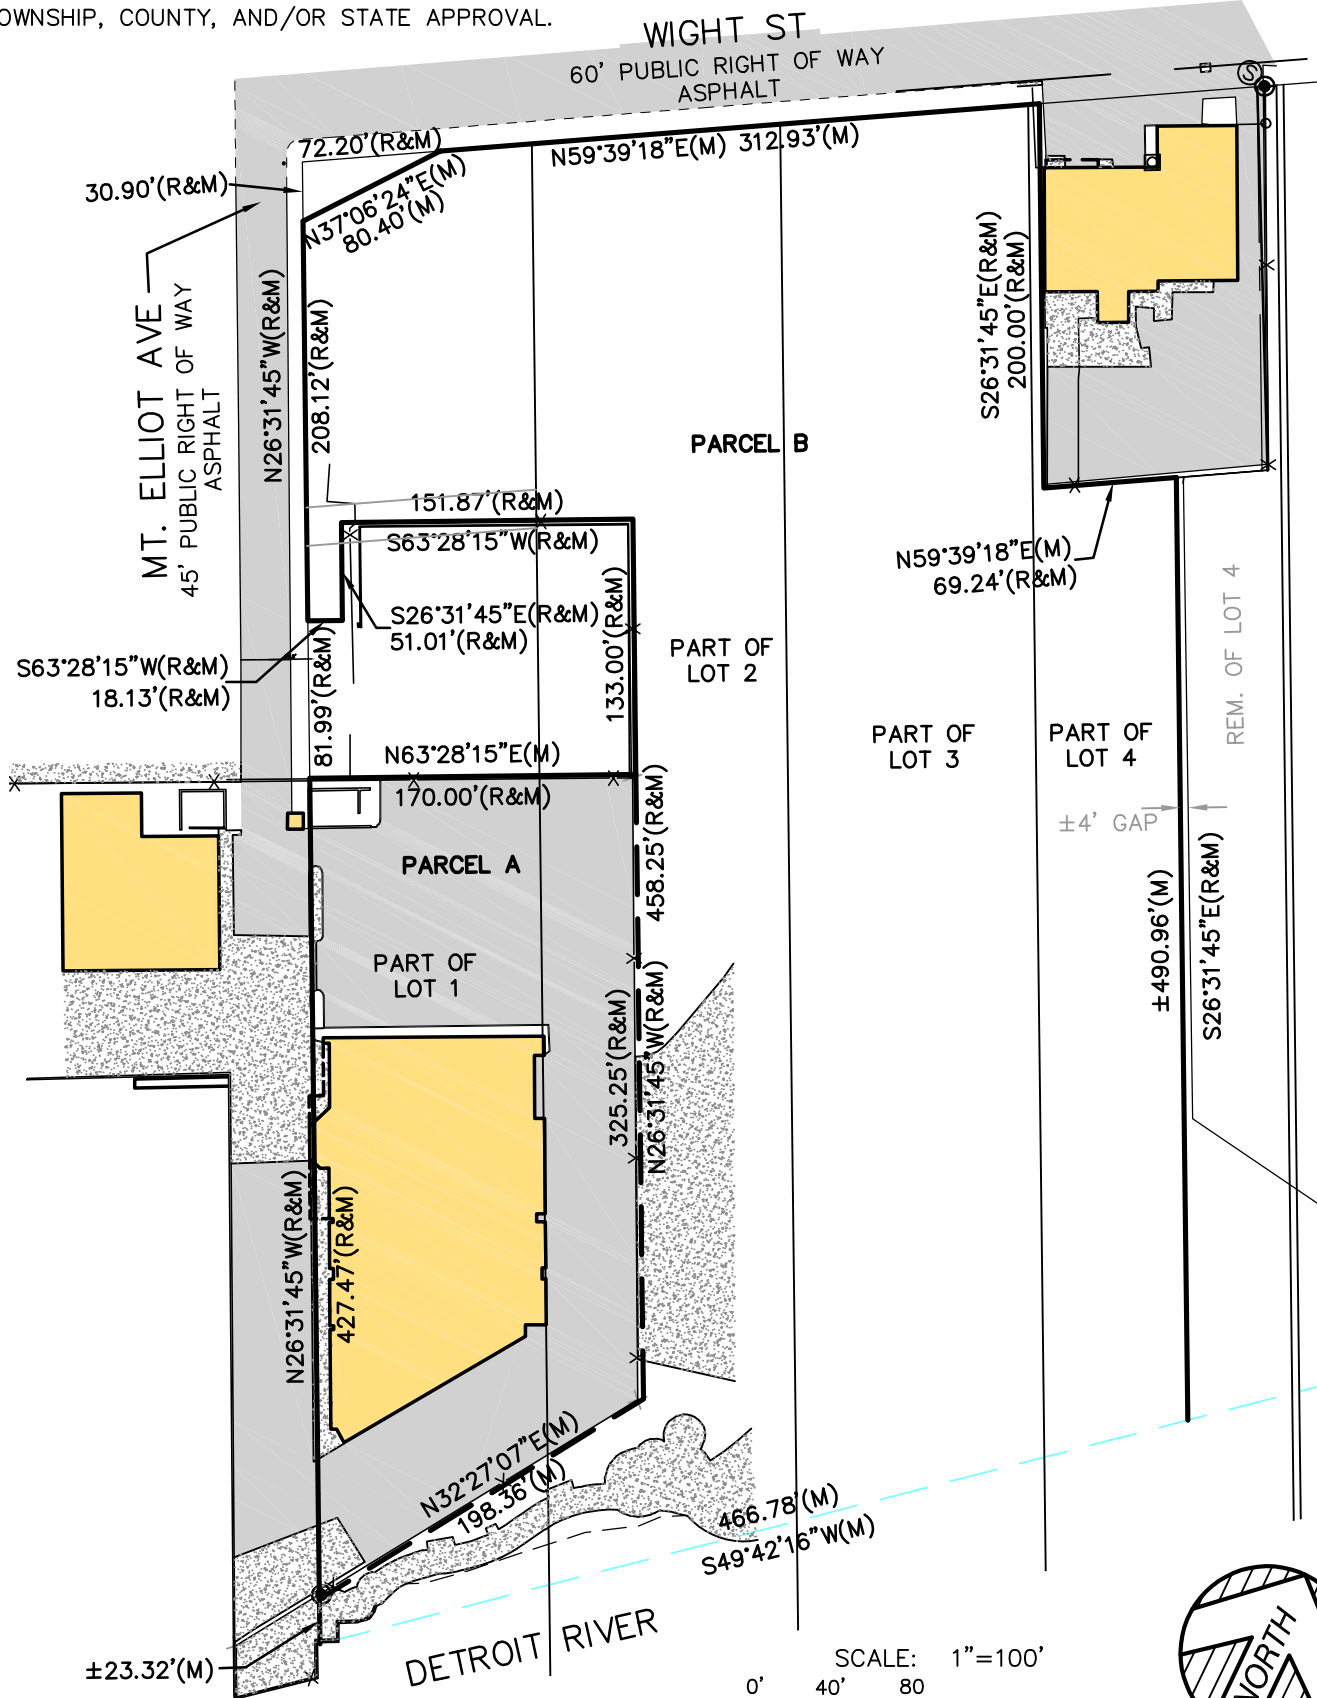 OWNSHIP, COUNTY, AND/OR STATE APPROVAL.
WIGHT ST
60' PUBLIC RIGHT OF WAY
ASPHALT
S
72.20'(R&M)
N59°39'18"E(M) 312.93'(M)
30.90'(R&M)
N37°06'24"E(M)
80.40'(M)
MT. ELLIOT AVE
45' PUBLIC RIGHT OF WAY
ASPHALT
N26°31'45"W(R&M)
208.12'(R&M)
S26°31'45"E(R&M)
200.00'(R&M)
PARCEL B
151.87'(R&M)
S63°28'15"W(R&M)
N59°39'18"E(M)
69.24'(R&M)
S26°31'45"E(R&M)
51.01'(R&M)
133.00'(R&M)
S63°28'15"W(R&M)
18.13'(R&M)
81.99'(R&M)
PART OF
LOT 2
REM. OF LOT 4
PART OF
LOT 3
PART OF
LOT 4
N63°28'15"E(M)
170.00'(R&M)
±4' GAP
458.25'(R&M)
PARCEL A
±490.96'(M)
S26°31'45"E(R&M)
PART OF
LOT 1
325.25'(R&M)
N26°31'45"W(R&M)
N26°31'45"W(R&M)
427.47'(R&M)
N32°27'07"E(M)
198.36'(M)
466.78'(M)
S49°42'16"W(M)
DETROIT RIVER
±23.32'(M)
SCALE: 1"=100'
0' 40' 80
NORTH